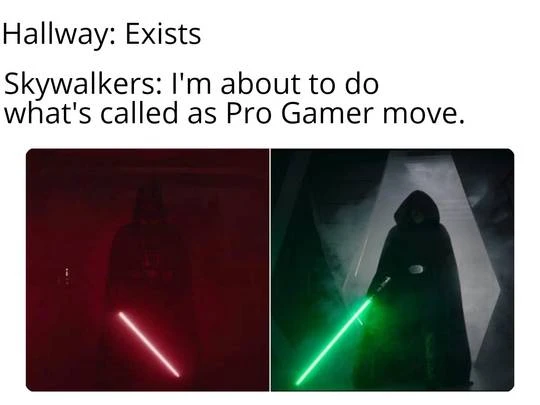 Hallway: Exists
Skywalkers: I'm about to do
what's called as Pro Gamer move.